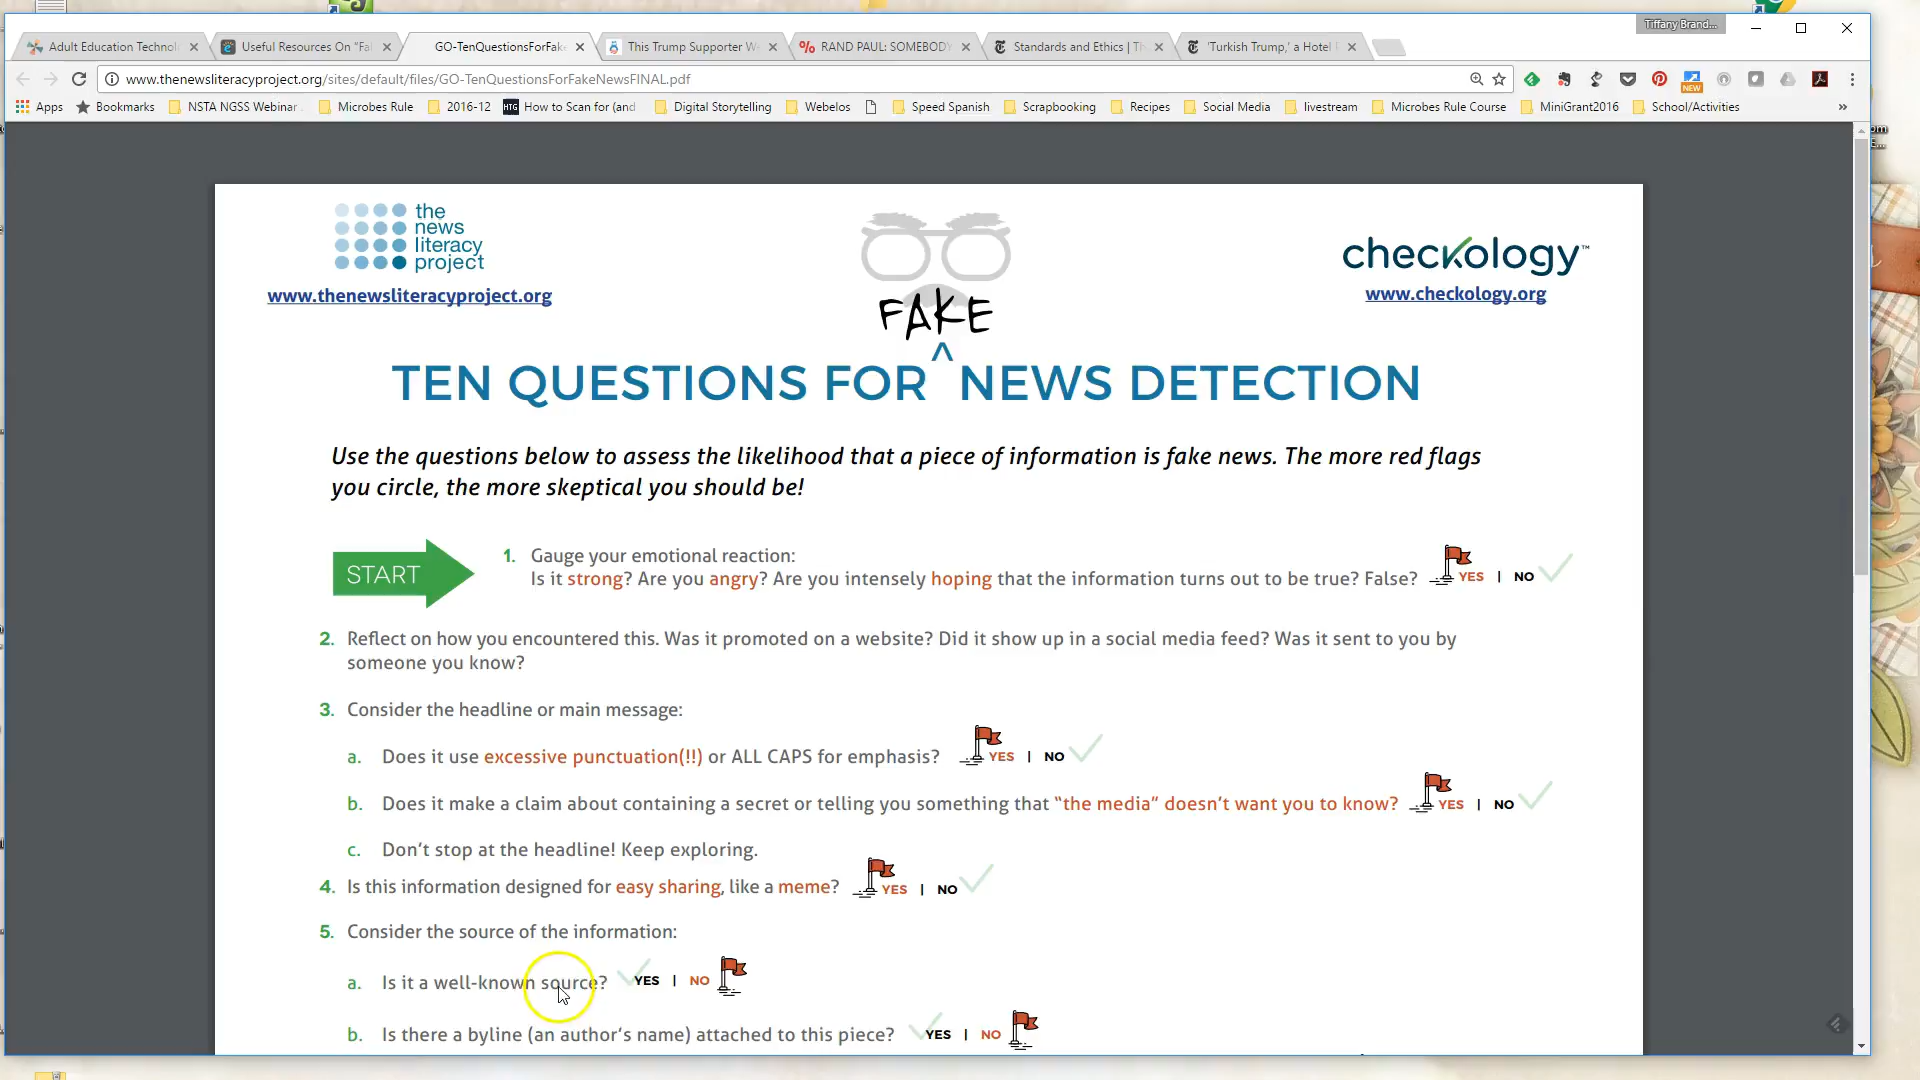 Tiffany Brand...
Adult Education Technol
Useful Resources On "Fal
GO-TenQuestionsForFake
This Trump Supporter W
RAND PAUL: SOMEBODY
Standards and Ethics | Th
'Turkish Trump,' a Hotel
www.thenewsliteracyproject.org/sites/default/files/GO-TenQuestionsForFakeNewsFINAL.pdf
NEW
Apps
Bookmarks
NSTA NGSS Webinar
Microbes Rule
2016-12
HTG How to Scan for (and
Digital Storytelling
Webelos
Speed Spanish
Scrapbooking
Recipes
Social Media
livestream
Microbes Rule Course
MiniGrant2016
School/Activities
»
the
news
literacy
project
www.thenewsliteracyproject.org
checkology™
www.checkology.org
FAKE
^
TEN QUESTIONS FOR NEWS DETECTION
Use the questions below to assess the likelihood that a piece of information is fake news. The more red flags
you circle, the more skeptical you should be!
START
1. Gauge your emotional reaction:
Is it strong? Are you angry? Are you intensely hoping that the information turns out to be true? False? YES | NO
2. Reflect on how you encountered this. Was it promoted on a website? Did it show up in a social media feed? Was it sent to you by
someone you know?
3. Consider the headline or main message:
a. Does it use excessive punctuation(!!) or ALL CAPS for emphasis? YES | NO
b. Does it make a claim about containing a secret or telling you something that “the media” doesn’t want you to know? YES | NO
c. Don’t stop at the headline! Keep exploring.
4. Is this information designed for easy sharing, like a meme? YES | NO
5. Consider the source of the information:
a. Is it a well-known source? YES | NO
b. Is there a byline (an author’s name) attached to this piece? YES | NO